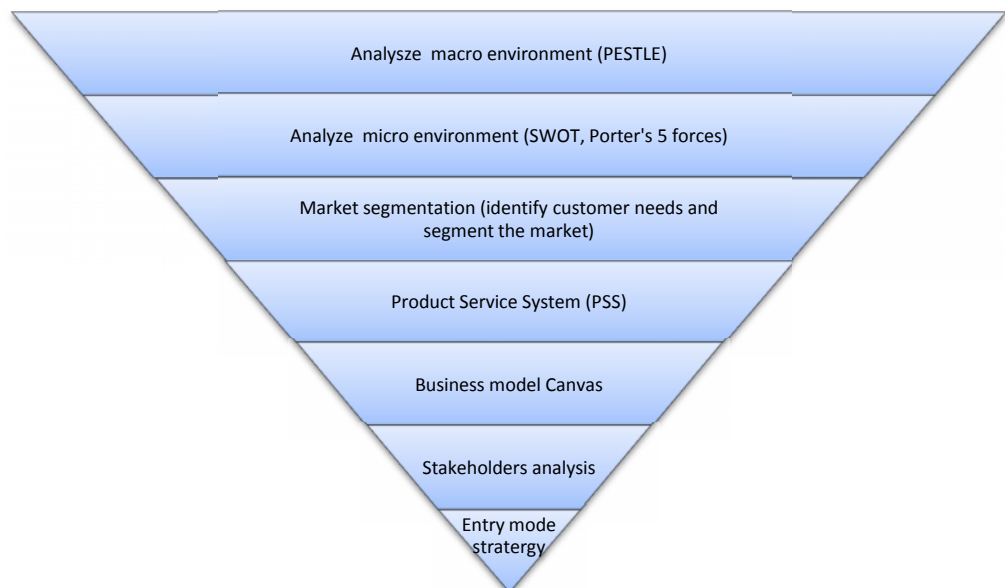 Analysze macro environment (PESTLE)
Analyze micro environment (SWOT, Porter's 5 forces)
Market segmentation (identify customer needs and
segment the market)
Product Service System (PSS)
Business model Canvas
Stakeholders analysis
Entry mode
stratergy